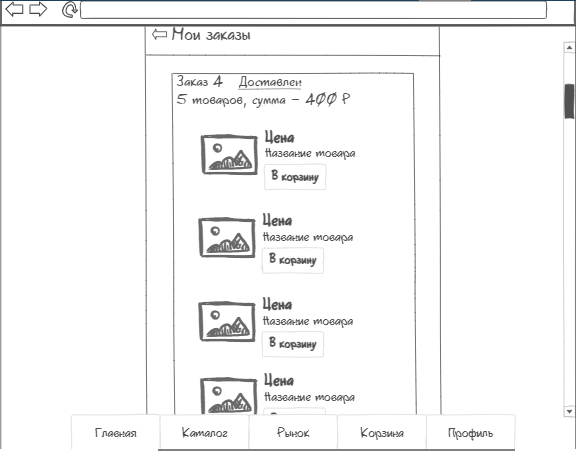 Мои заказы
Заказ 4 Доставлен
5 товаров, сумма - 400 ₽
Цена
Название товара
В корзину
Цена
Название товара
В корзину
Цена
Название товара
В корзину
Цена
Название товара
Главная Каталог Рынок Корзина Профиль